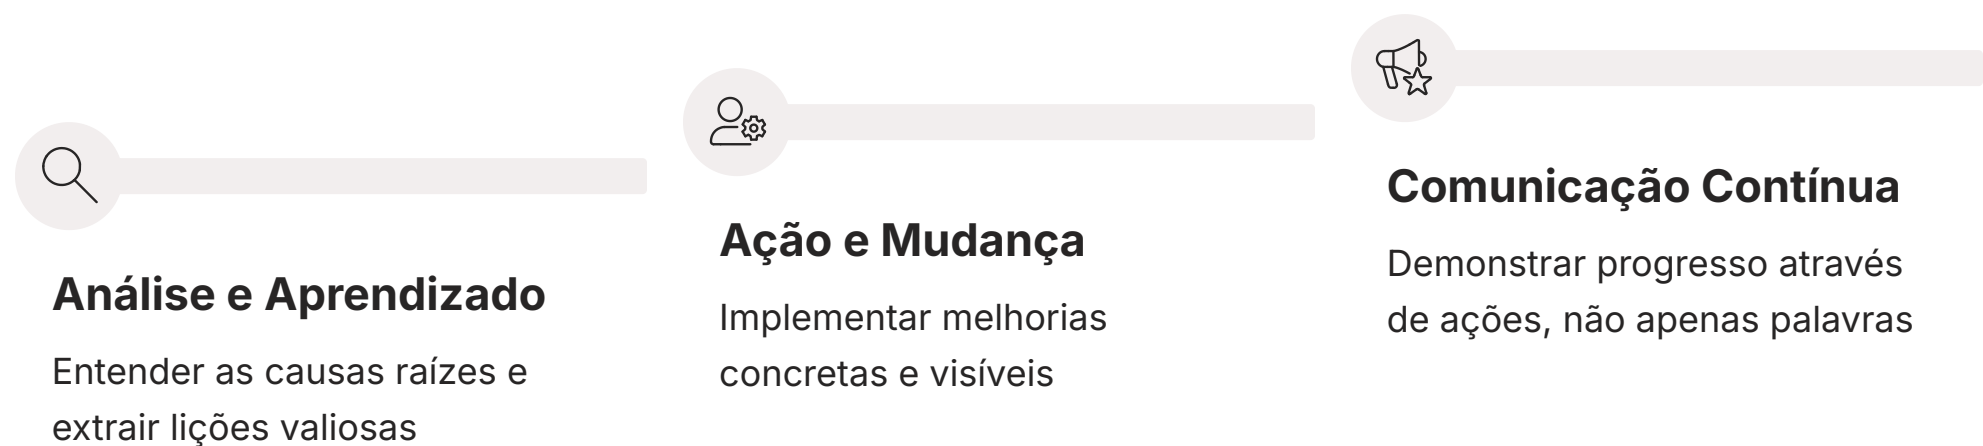 Análise e Aprendizado
Entender as causas raízes e
extrair lições valiosas
Ação e Mudança
Implementar melhorias
concretas e visíveis
Comunicação Contínua
Demonstrar progresso através
de ações, não apenas palavras